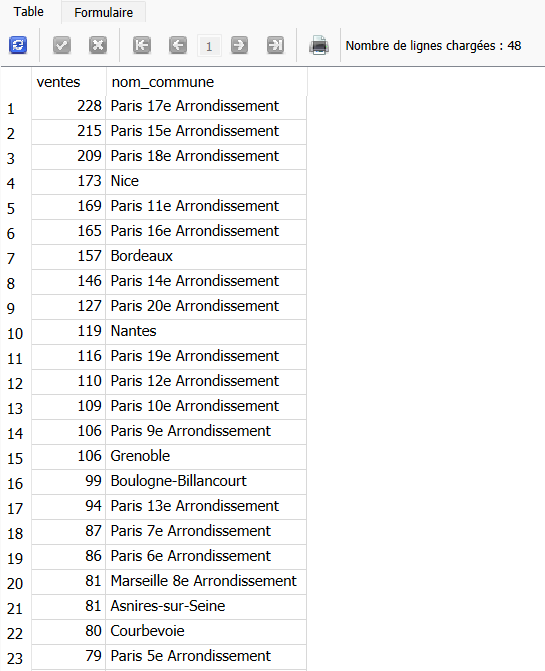 Table Formulaire
1 Nombre de lignes chargées : 48
ventes nom_commune
1 228 Paris 17e Arrondissement
2 215 Paris 15e Arrondissement
3 209 Paris 18e Arrondissement
4 173 Nice
5 169 Paris 11e Arrondissement
6 165 Paris 16e Arrondissement
7 157 Bordeaux
8 146 Paris 14e Arrondissement
9 127 Paris 20e Arrondissement
10 119 Nantes
11 116 Paris 19e Arrondissement
12 110 Paris 12e Arrondissement
13 109 Paris 10e Arrondissement
14 106 Paris 9e Arrondissement
15 106 Grenoble
16 99 Boulogne-Billancourt
17 94 Paris 13e Arrondissement
18 87 Paris 7e Arrondissement
19 86 Paris 6e Arrondissement
20 81 Marseille 8e Arrondissement
21 81 Asnires-sur-Seine
22 80 Courbevoie
23 79 Paris 5e Arrondissement